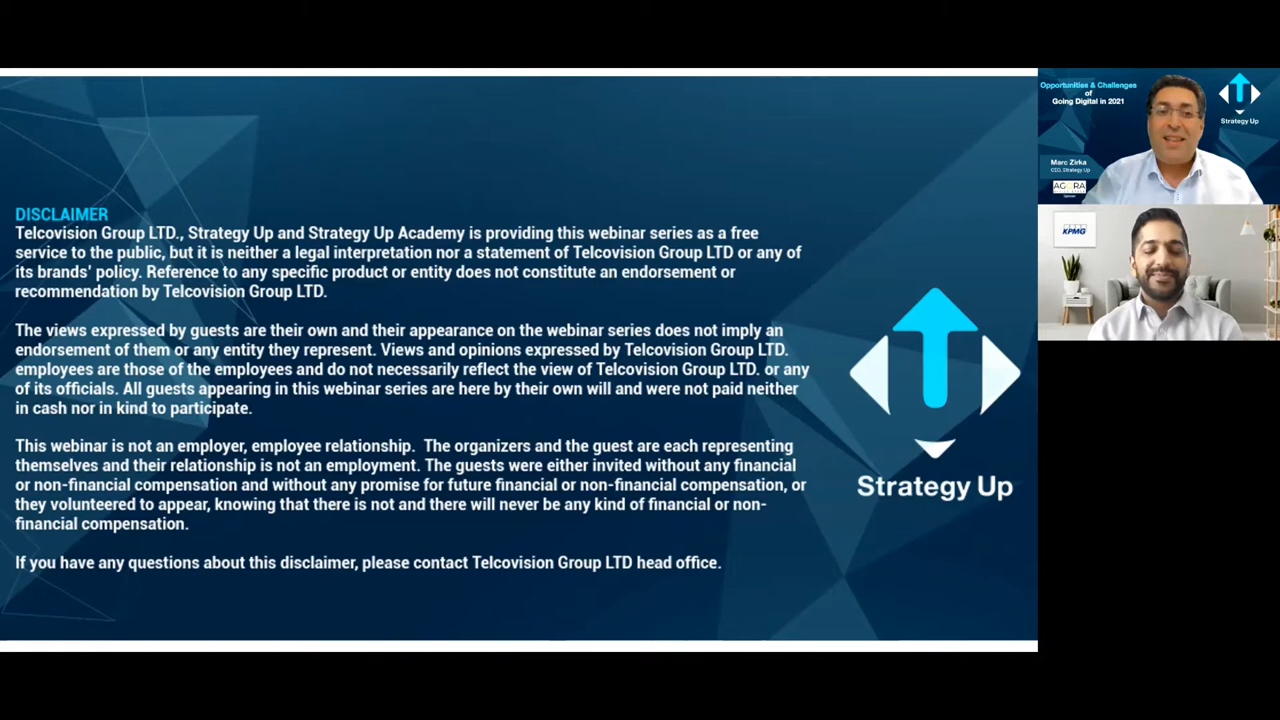 DISCLAIMER
Telcovision Group LTD., Strategy Up and Strategy Up Academy is providing this webinar series as a free
service to the public, but it is neither a legal interpretation nor a statement of Telcovision Group LTD or any of
its brands' policy. Reference to any specific product or entity does not constitute an endorsement or
recommendation by Telcovision Group LTD.
The views expressed by guests are their own and their appearance on the webinar series does not imply an
endorsement of them or any entity they represent. Views and opinions expressed by Telcovision Group LTD.
employees are those of the employees and do not necessarily reflect the view of Telcovision Group LTD. or any
of its officials. All guests appearing in this webinar series are here by their own will and were not paid neither
in cash nor in kind to participate.
This webinar is not an employer, employee relationship.  The organizers and the guest are each representing
themselves and their relationship is not an employment. The guests were either invited without any financial
or non-financial compensation and without any promise for future financial or non-financial compensation, or
they volunteered to appear, knowing that there is not and there will never be any kind of financial or non-
financial compensation.
If you have any questions about this disclaimer, please contact Telcovision Group LTD head office.
Strategy Up
Opportunities & Challenges
of
Going Digital in 2021
Strategy Up
Marc Zirka
CEO, Strategy Up
AGORA
KPMG